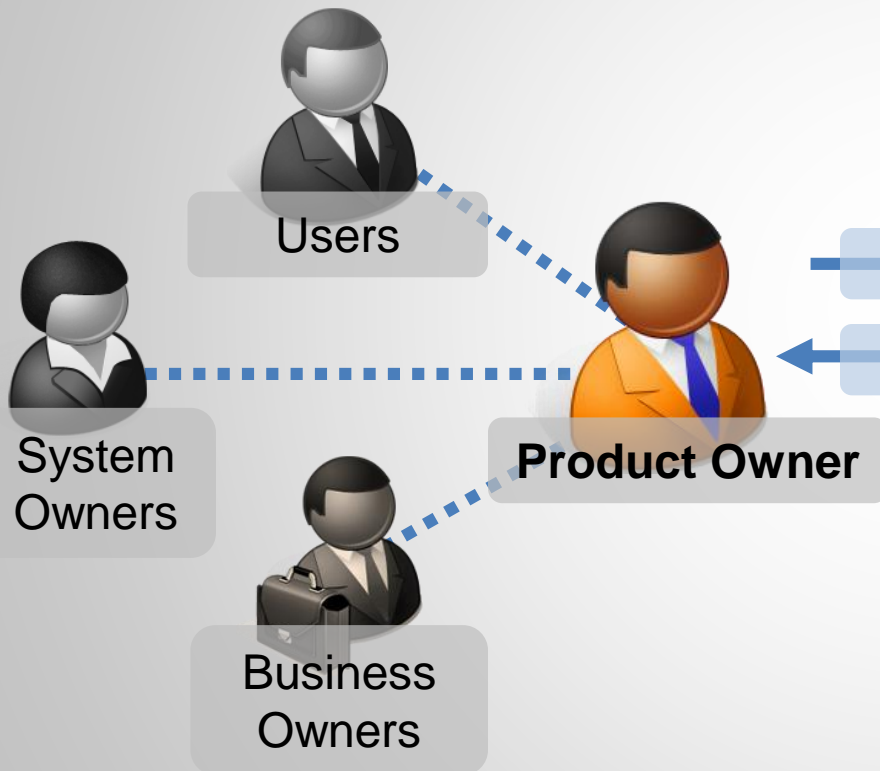 Users
System
Owners
Product Owner
Business
Owners